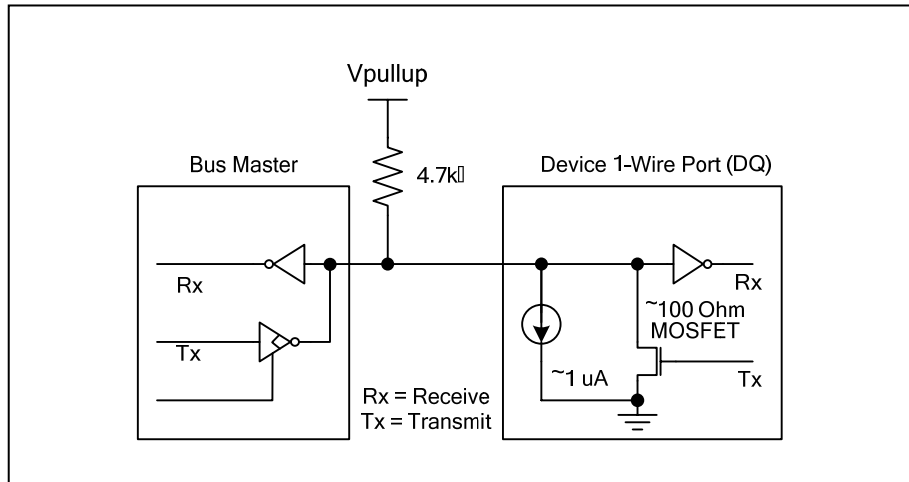 Vpullup
4.7k▯
Bus Master
Device 1-Wire Port (DQ)
Rx
Tx
Rx = Receive
Tx = Transmit
~1 uA
~100 Ohm
MOSFET
Rx
Tx